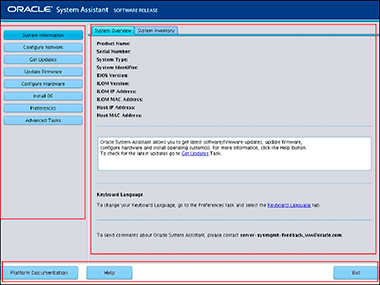 ORACLE® System Assistant SOFTWARE RELEASE
System Information
Configure Network
Get Updates
Update Firmware
Configure Hardware
Install OS
Preferences
Advanced Tasks
System Overview System Inventory
Product Name:
Serial Number:
System Type:
System Identifier:
BIOS Version:
ILOM Version:
ILOM IP Address:
ILOM MAC Address:
Host IP Address:
Host MAC Address:
Oracle System Assistant allows you to get latest software/firmware updates, update firmware,
configure hardware and install operating system(s). For more information, click the Help button.
To check for the latest updates go to Get Updates Task.
Keyboard Language
To change your Keyboard Language, go to the Preferences task and select the Keyboard Language tab.
To send comments about Oracle System Assistant, please contact server-sysmgmt-feedback_ww@oracle.com
Platform Documentation Help Exit